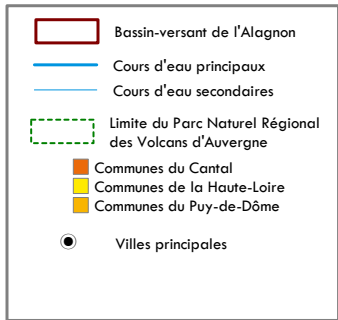 Bassin-versant de l'Alagnon
Cours d'eau principaux
Cours d'eau secondaires
Limite du Parc Naturel Régional
des Volcans d'Auvergne
Communes du Cantal
Communes de la Haute-Loire
Communes du Puy-de-Dôme
Villes principales